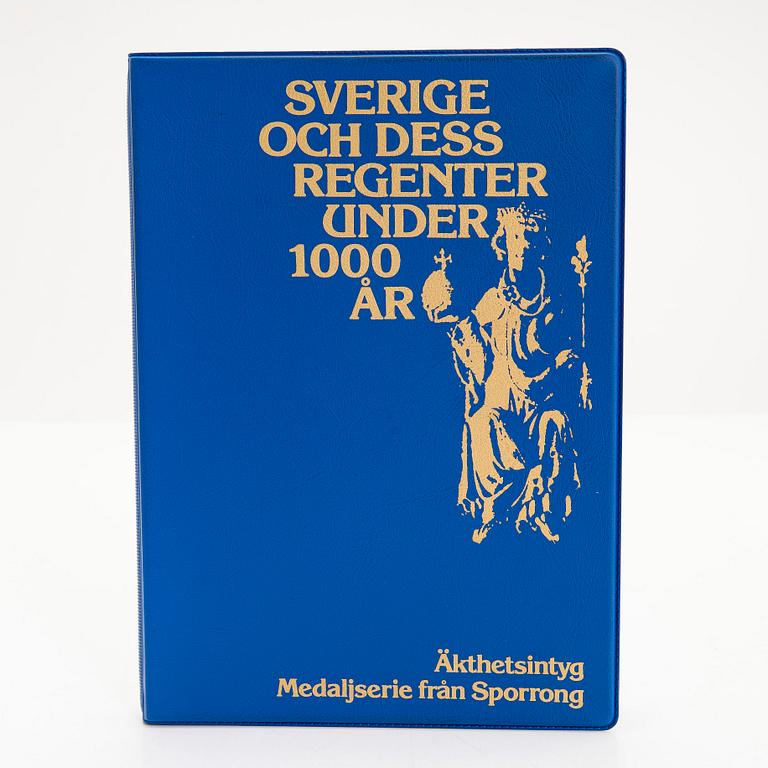 SVERIGE
OCH DESS
REGENTER
UNDER
1000
ÅR
Äkthetsintyg
Medaljserie från Sporrong